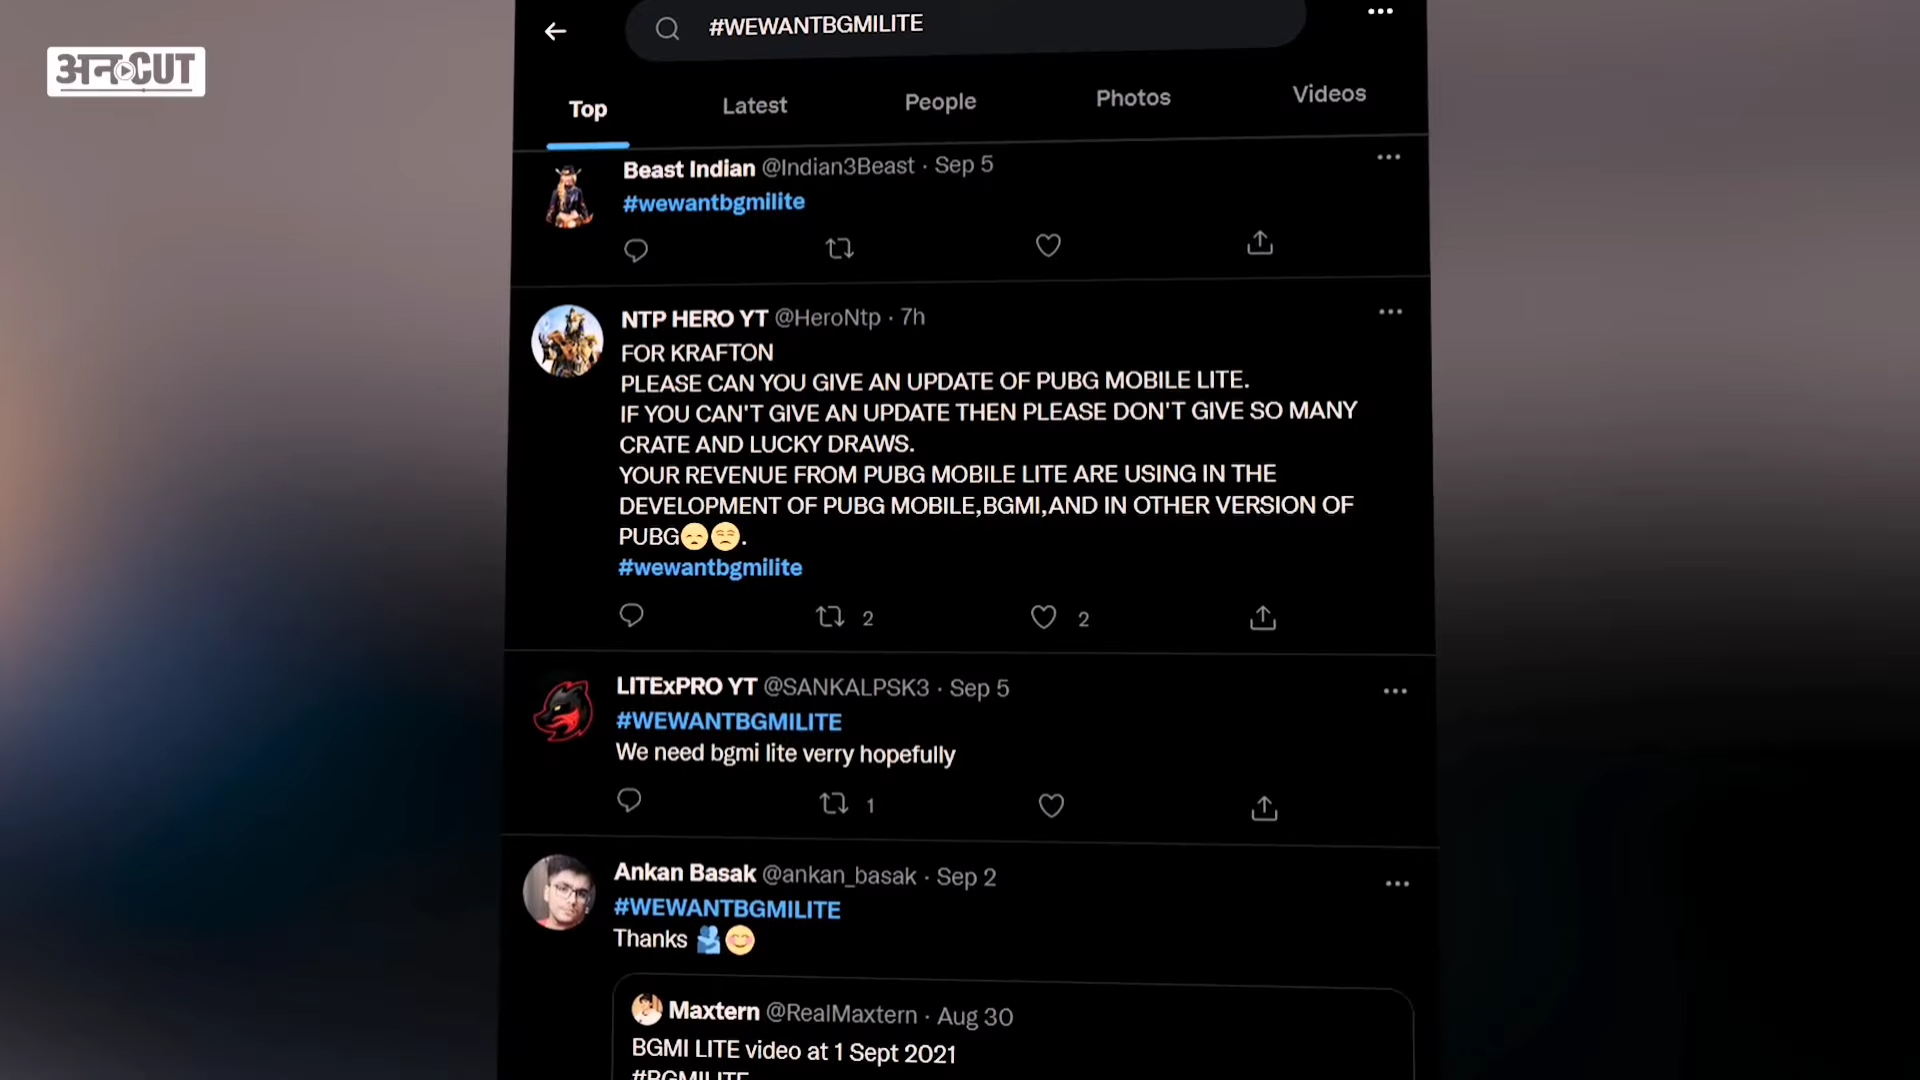 #WEWANTBGMILITE
अनCUT
Top Latest People Photos Videos
Beast Indian @Indian3Beast · Sep 5
#wewantbgmilite
NTP HERO YT @HeroNtp · 7h
FOR KRAFTON
PLEASE CAN YOU GIVE AN UPDATE OF PUBG MOBILE LITE.
IF YOU CAN'T GIVE AN UPDATE THEN PLEASE DON'T GIVE SO MANY
CRATE AND LUCKY DRAWS.
YOUR REVENUE FROM PUBG MOBILE LITE ARE USING IN THE
DEVELOPMENT OF PUBG MOBILE,BGMI,AND IN OTHER VERSION OF
PUBG😞😒.
#wewantbgmilite
2 2
LITExPRO YT @SANKALPSK3 · Sep 5
#WEWANTBGMILITE
We need bgmi lite verry hopefully
1
Ankan Basak @ankan_basak · Sep 2
#WEWANTBGMILITE
Thanks 🫂😊
Maxtern @RealMaxtern · Aug 30
BGMI LITE video at 1 Sept 2021
#BGMILITE